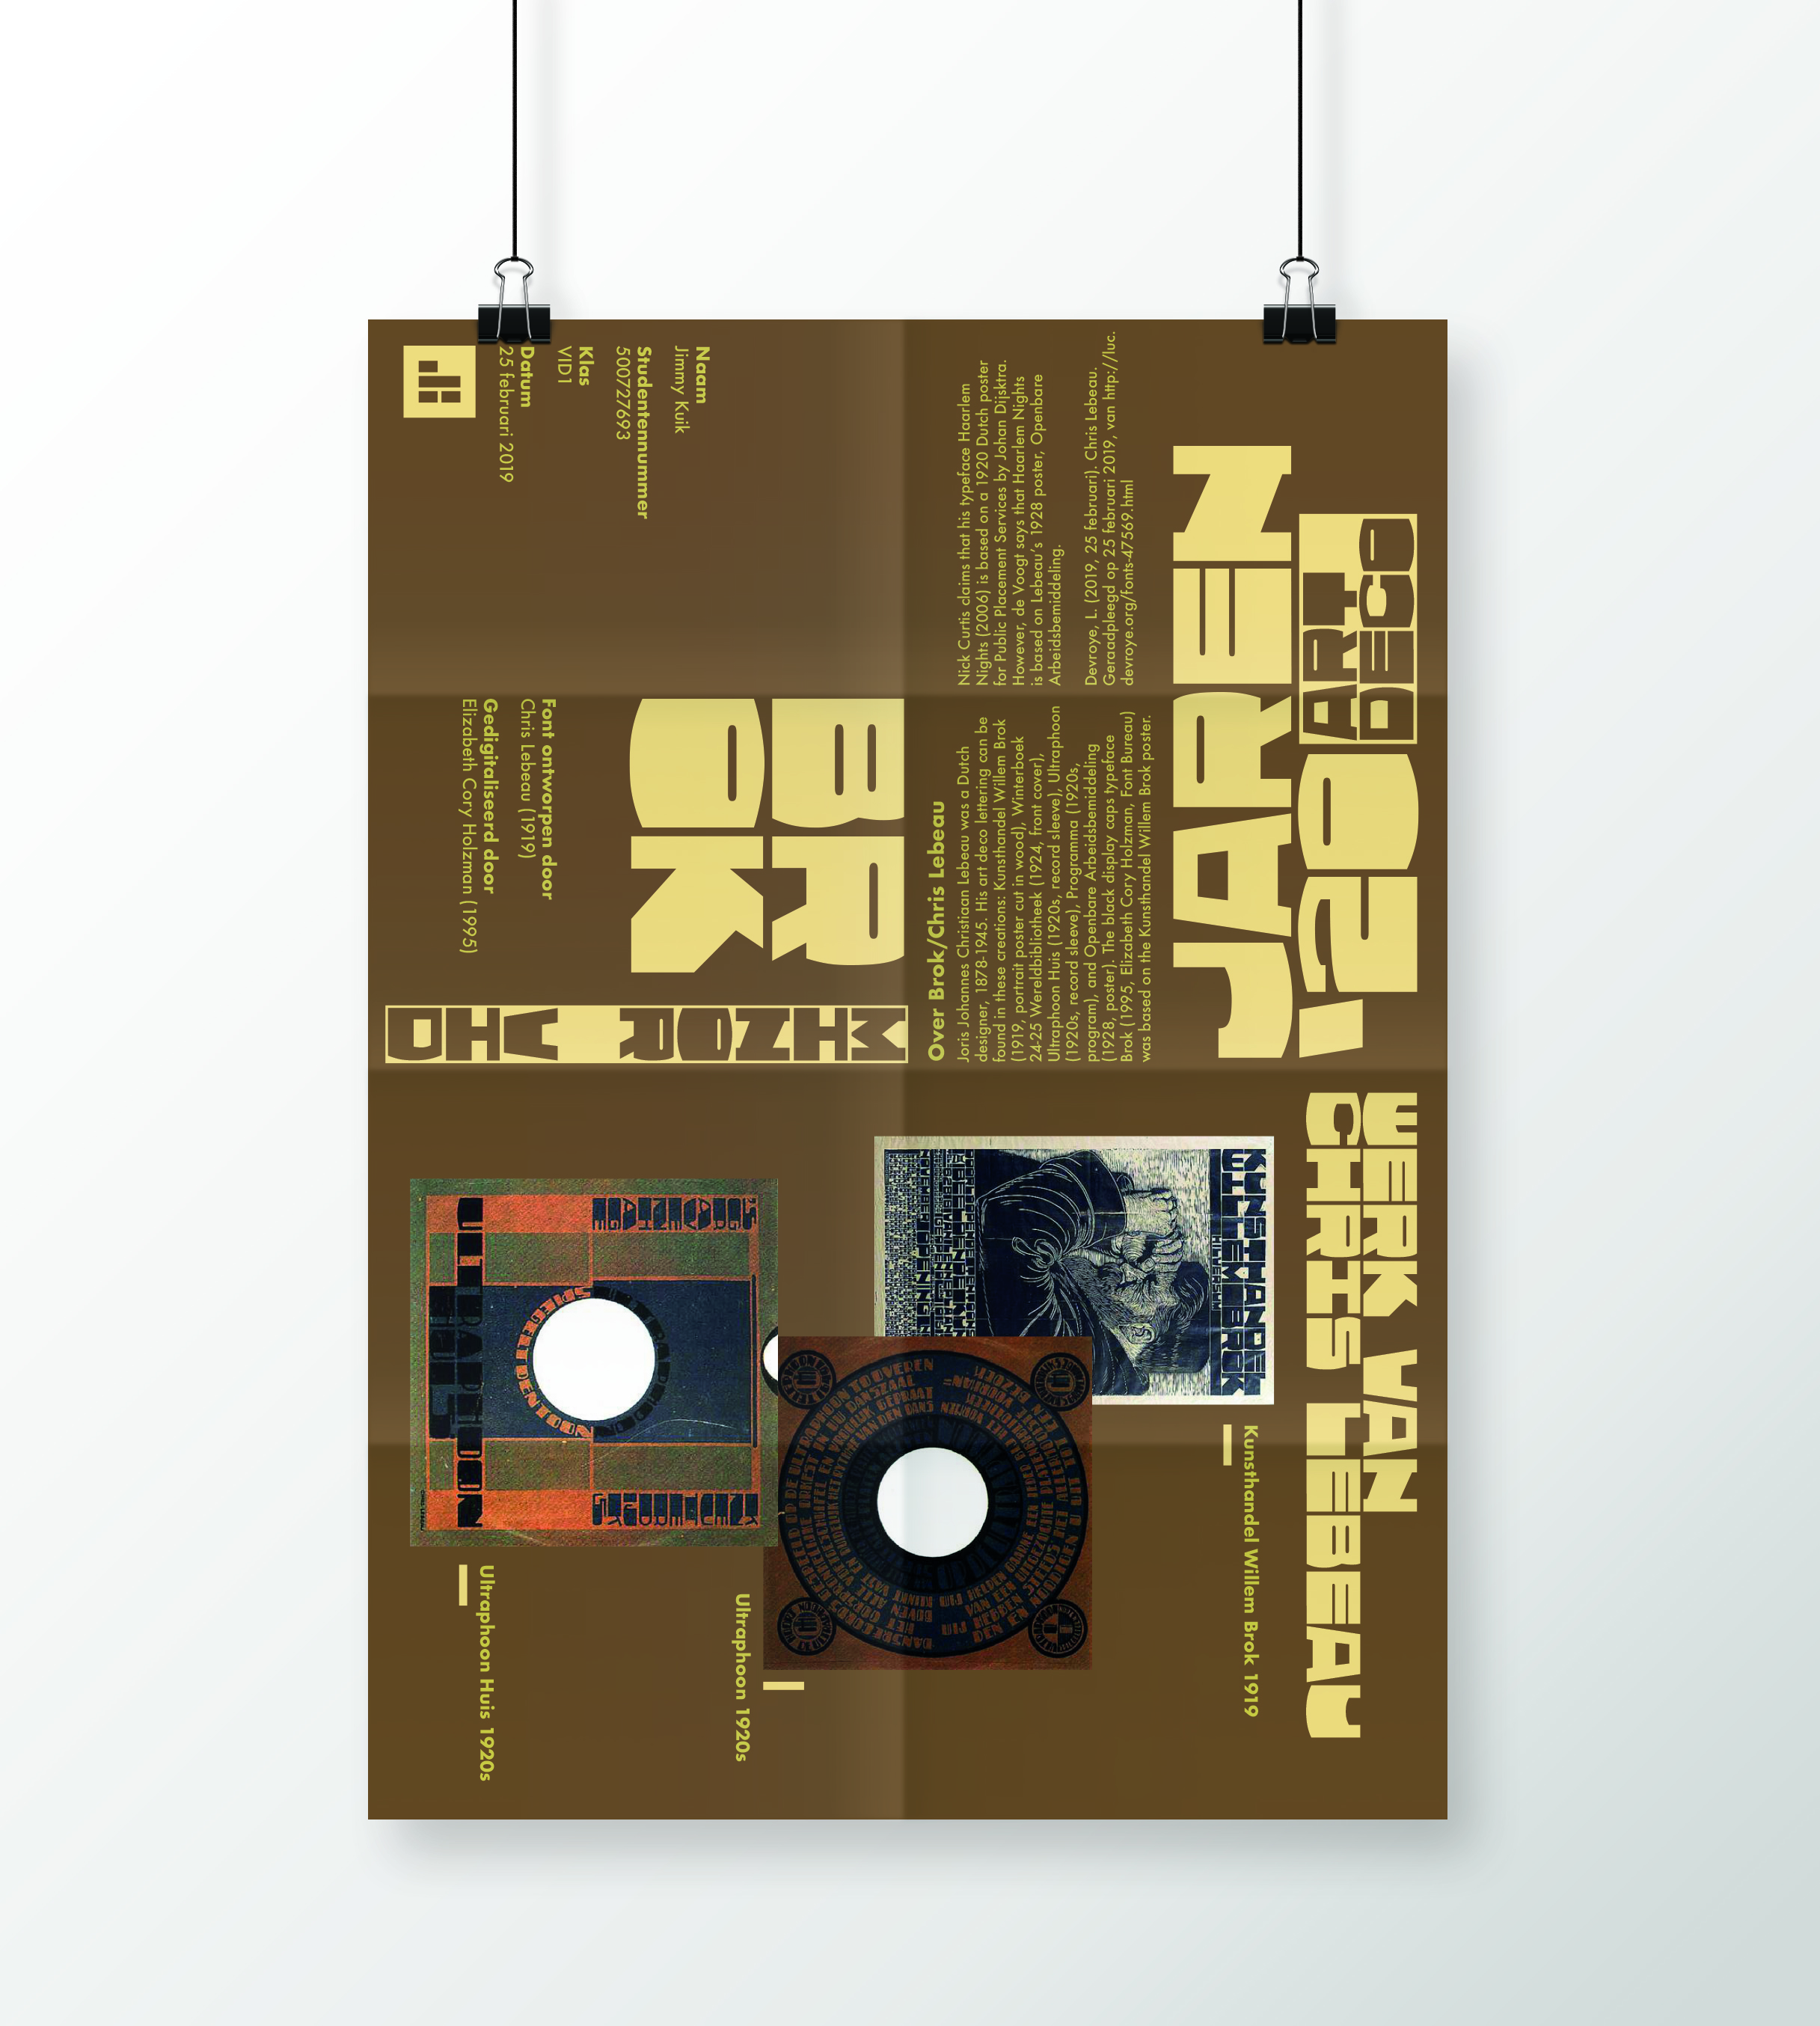 Naam
Jimmy Kuik
Studentennummer
500727693
Klas
VID1
Datum
25 februari 2019
BR
OK
Font ontworpen door
Chris Lebeau (1919)
Gedigitaliseerd door
Elizabeth Cory Holzman (1995)
MINOR VID
JAREN
'20
ART
DECO
Over Brok/Chris Lebeau
Joris Johannes Christiaan Lebeau was a Dutch
designer, 1878-1945. His art deco lettering can be
found in these creations: Kunsthandel Willem Brok
(1919, portrait poster cut in wood), Winterboek
24-25 Wereldbibliotheek (1924, front cover),
Ultraphoon Huis (1920s, record sleeve), Ultraphoon
(1920s, record sleeve), Programma (1920s,
program), and Openbare Arbeidsbemiddeling
(1928, poster). The black display caps typeface
Brok (1995, Elizabeth Cory Holzman, Font Bureau)
was based on the Kunsthandel Willem Brok poster.
Nick Curtis claims that his typeface Haarlem
Nights (2006) is based on a 1920 Dutch poster
for Public Placement Services by Johan Dijsktra.
However, de Voogt says that Haarlem Nights
is based on Lebeau's 1928 poster, Openbare
Arbeidsbemiddeling.
Devroye, L. (2019, 25 februari). Chris Lebeau.
Geraadpleegd op 25 februari 2019, van http://luc.
devroye.org/fonts-47569.html
WERK VAN
CHRIS LEBEAU
KUNSTHANDEL
WILLEM BROK
Kunsthandel Willem Brok 1919
Ultraphoon 1920s
ULTRAPHOON
HUIS
Ultraphoon Huis 1920s